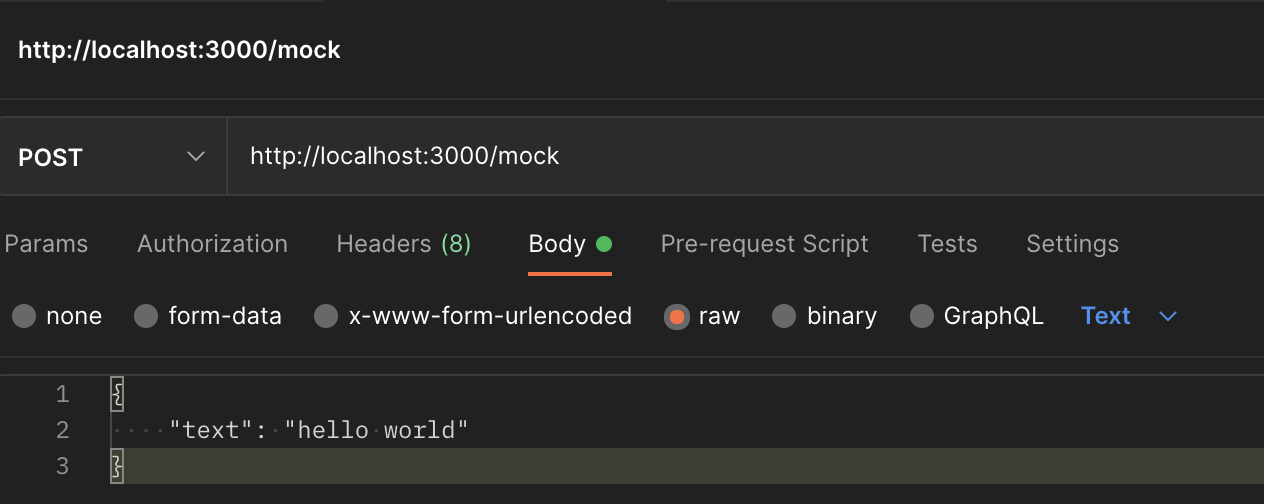 http://localhost:3000/mock
POST http://localhost:3000/mock
Params Authorization Headers (8) Body Pre-request Script Tests Settings
none form-data x-www-form-urlencoded raw binary GraphQL Text
1 {
2 "text": "hello world"
3 }